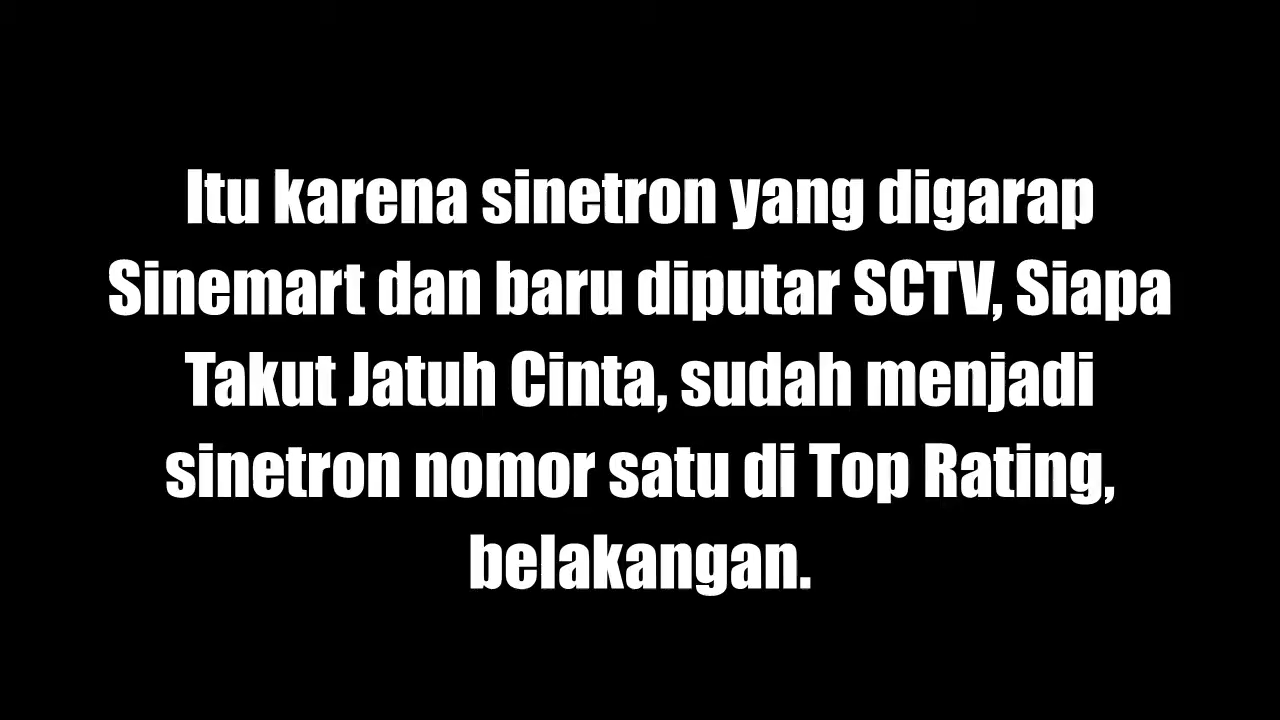 Itu karena sinetron yang digarap
Sinemart dan baru diputar SCTV, Siapa
Takut Jatuh Cinta, sudah menjadi
sinetron nomor satu di Top Rating,
belakangan.